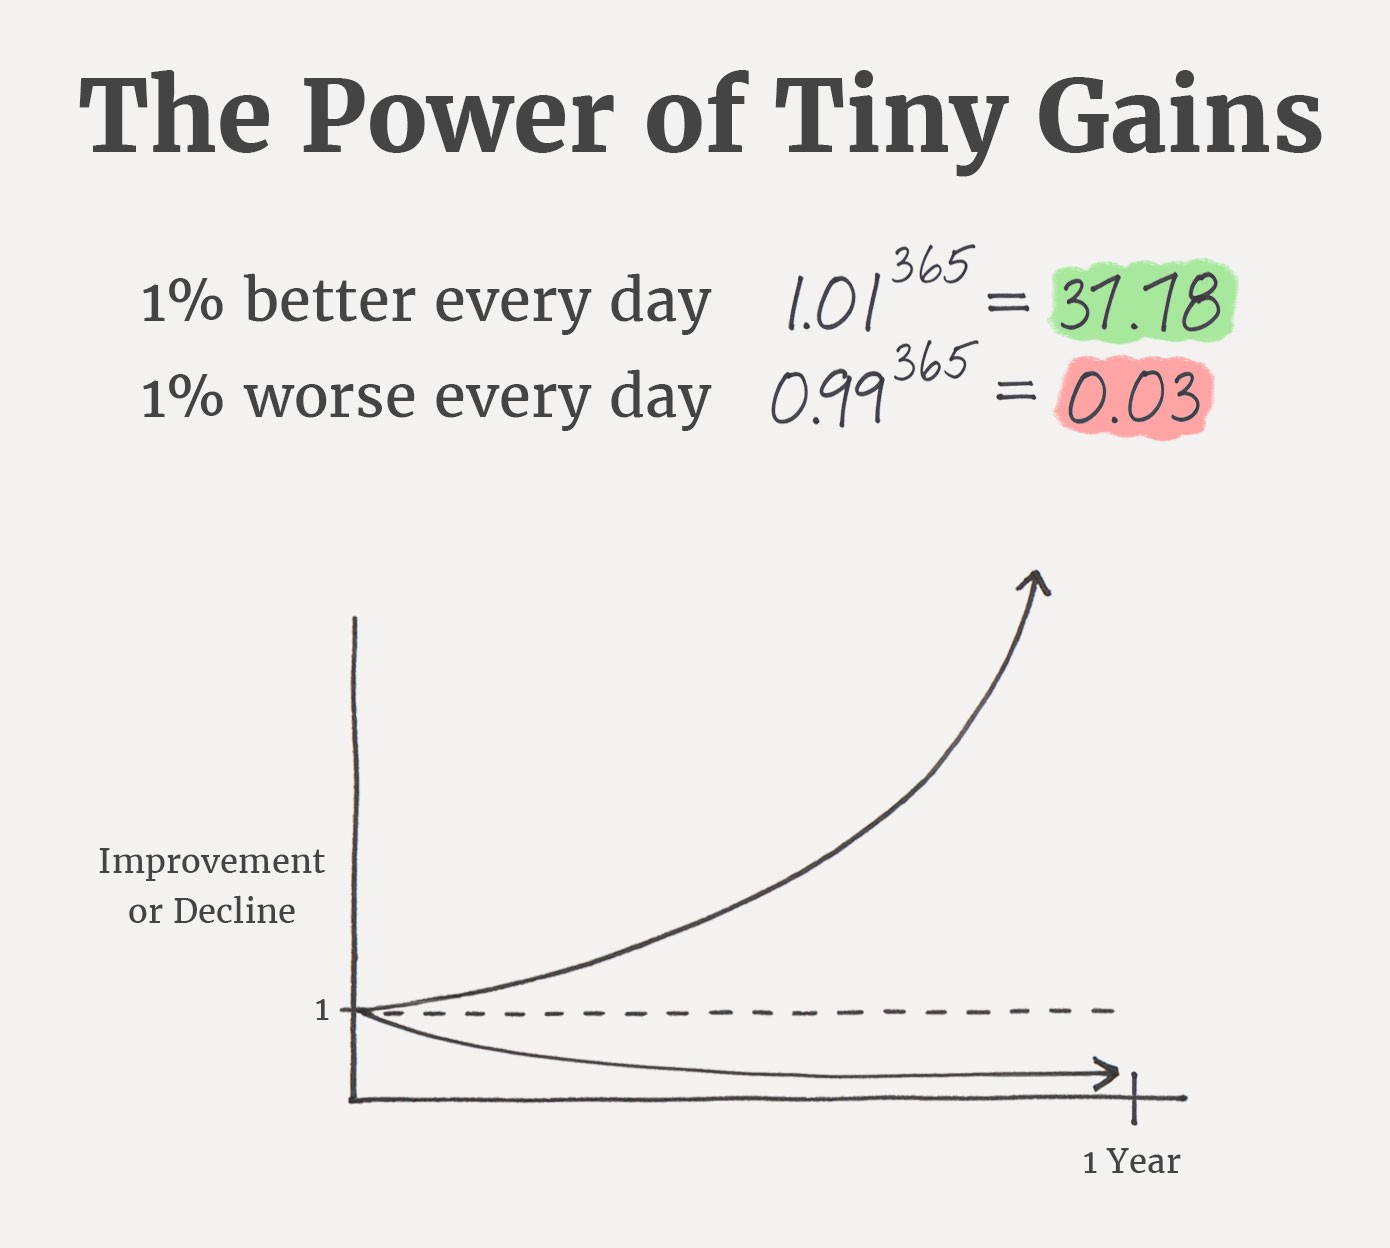 The Power of Tiny Gains
1% better every day 1.01^365 = 37.78
1% worse every day 0.99^365 = 0.03
Improvement
or Decline
1
1 Year